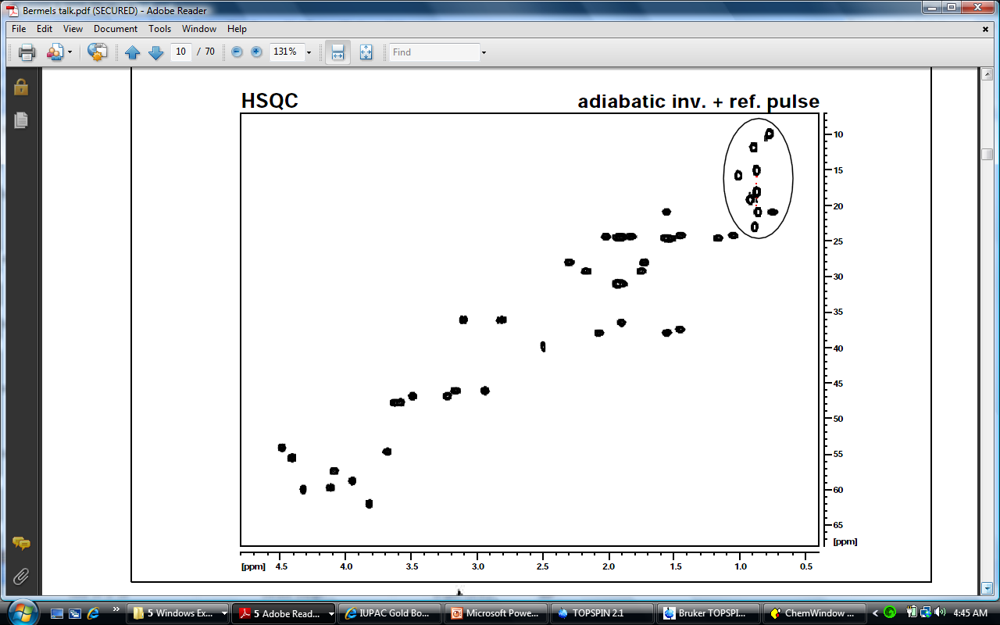 Bermels talk.pdf (SECURED) - Adobe Reader
File Edit View Document Tools Window Help
10 / 70 131% Find
HSQC adiabatic inv. + ref. pulse
10
15
20
25
30
35
40
45
50
55
60
65
[ppm]
[ppm] 4.5 4.0 3.5 3.0 2.5 2.0 1.5 1.0 0.5
5 Windows Ex... 5 Adobe Read... IUPAC Gold Bo... Microsoft Powe... TOPSPIN 2.1 Bruker TOPSPI... ChemWindow ... 4:45 AM